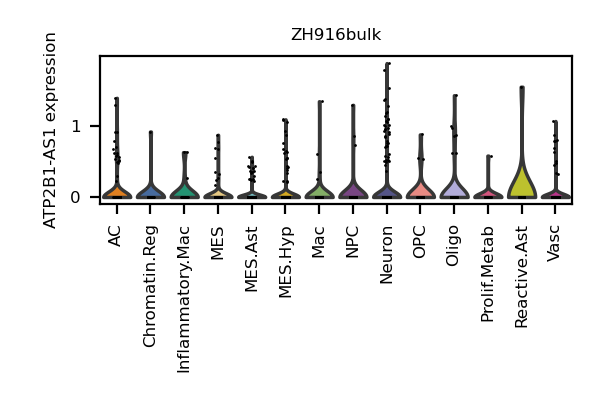 ZH916bulk
ATP2B1-AS1 expression
1
0
AC
Chromatin.Reg
Inflammatory.Mac
MES
MES.Ast
MES.Hyp
Mac
NPC
Neuron
OPC
Oligo
Prolif.Metab
Reactive.Ast
Vasc